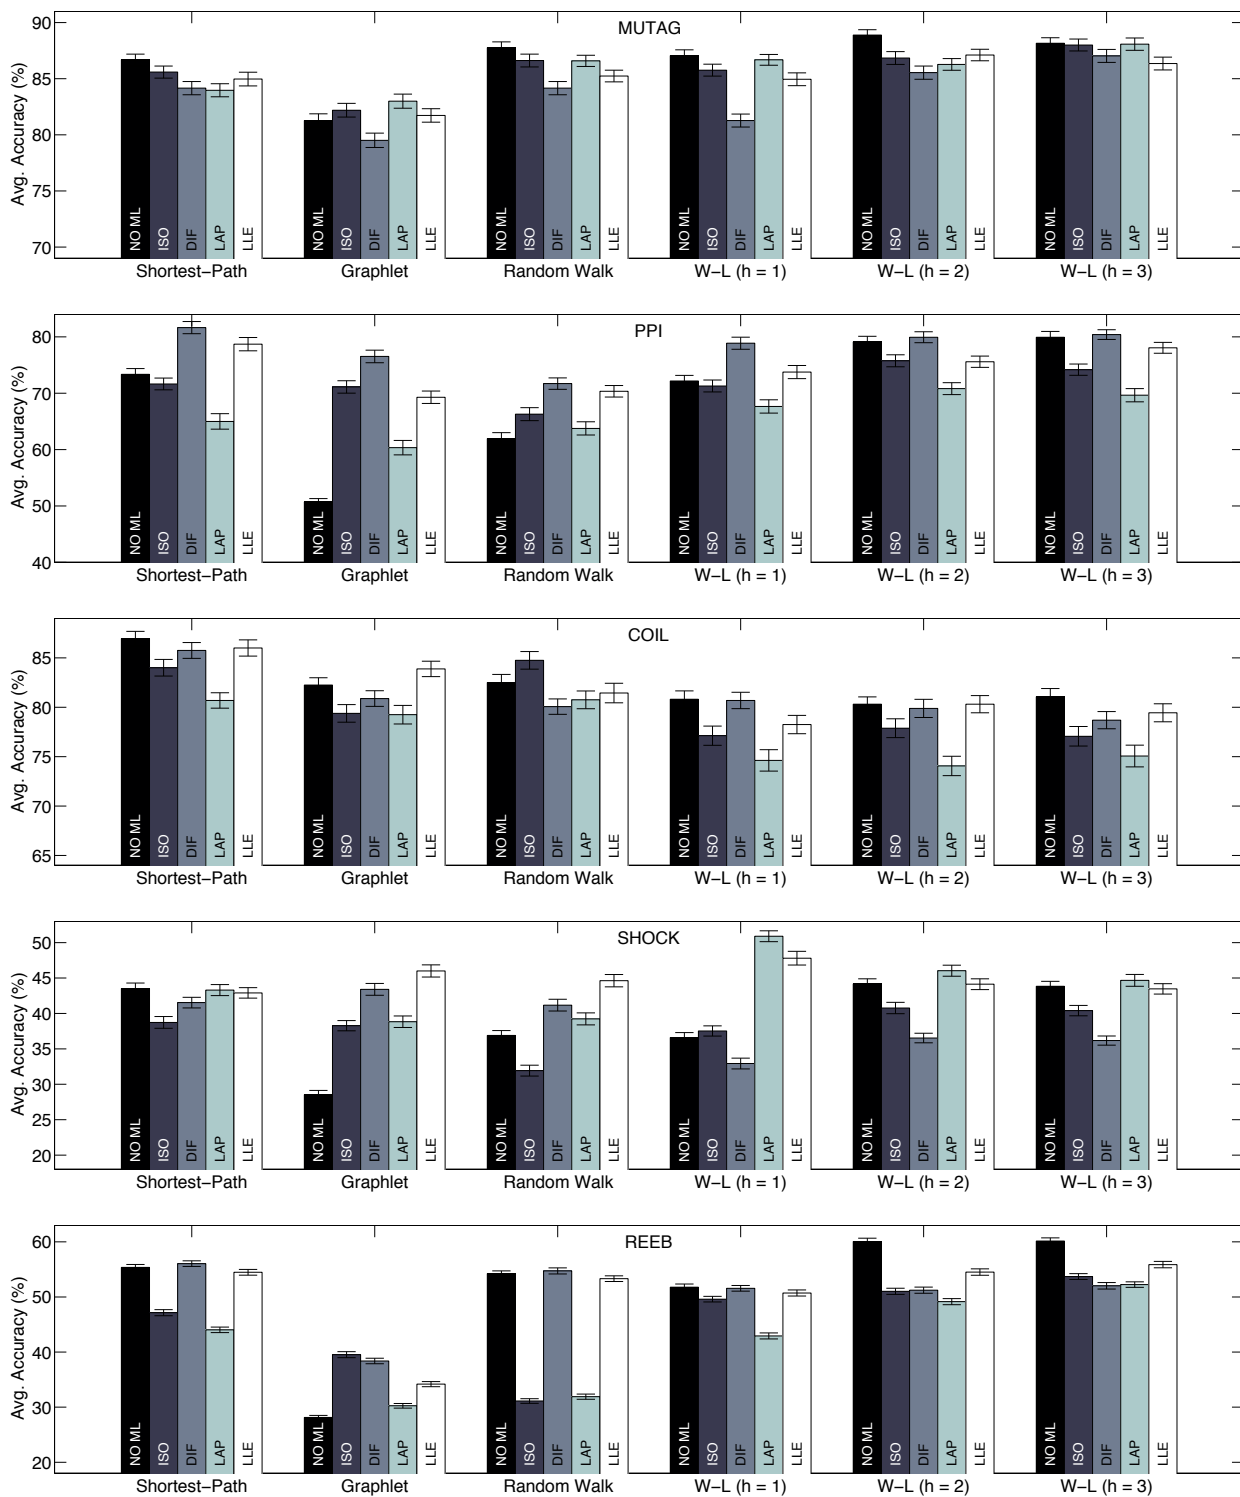 MUTAG
Avg. Accuracy (%)
90
85
80
75
70
NO ML ISO DIF LAP LLE NO ML ISO DIF LAP LLE NO ML ISO DIF LAP LLE NO ML ISO DIF LAP LLE NO ML ISO DIF LAP LLE NO ML ISO DIF LAP LLE
Shortest−Path Graphlet Random Walk W−L (h = 1) W−L (h = 2) W−L (h = 3)
PPI
Avg. Accuracy (%)
80
70
60
50
40
NO ML ISO DIF LAP LLE NO ML ISO DIF LAP LLE NO ML ISO DIF LAP LLE NO ML ISO DIF LAP LLE NO ML ISO DIF LAP LLE NO ML ISO DIF LAP LLE
Shortest−Path Graphlet Random Walk W−L (h = 1) W−L (h = 2) W−L (h = 3)
COIL
Avg. Accuracy (%)
85
80
75
70
65
NO ML ISO DIF LAP LLE NO ML ISO DIF LAP LLE NO ML ISO DIF LAP LLE NO ML ISO DIF LAP LLE NO ML ISO DIF LAP LLE NO ML ISO DIF LAP LLE
Shortest−Path Graphlet Random Walk W−L (h = 1) W−L (h = 2) W−L (h = 3)
SHOCK
Avg. Accuracy (%)
50
45
40
35
30
25
20
NO ML ISO DIF LAP LLE NO ML ISO DIF LAP LLE NO ML ISO DIF LAP LLE NO ML ISO DIF LAP LLE NO ML ISO DIF LAP LLE NO ML ISO DIF LAP LLE
Shortest−Path Graphlet Random Walk W−L (h = 1) W−L (h = 2) W−L (h = 3)
REEB
Avg. Accuracy (%)
60
50
40
30
20
NO ML ISO DIF LAP LLE NO ML ISO DIF LAP LLE NO ML ISO DIF LAP LLE NO ML ISO DIF LAP LLE NO ML ISO DIF LAP LLE NO ML ISO DIF LAP LLE
Shortest−Path Graphlet Random Walk W−L (h = 1) W−L (h = 2) W−L (h = 3)